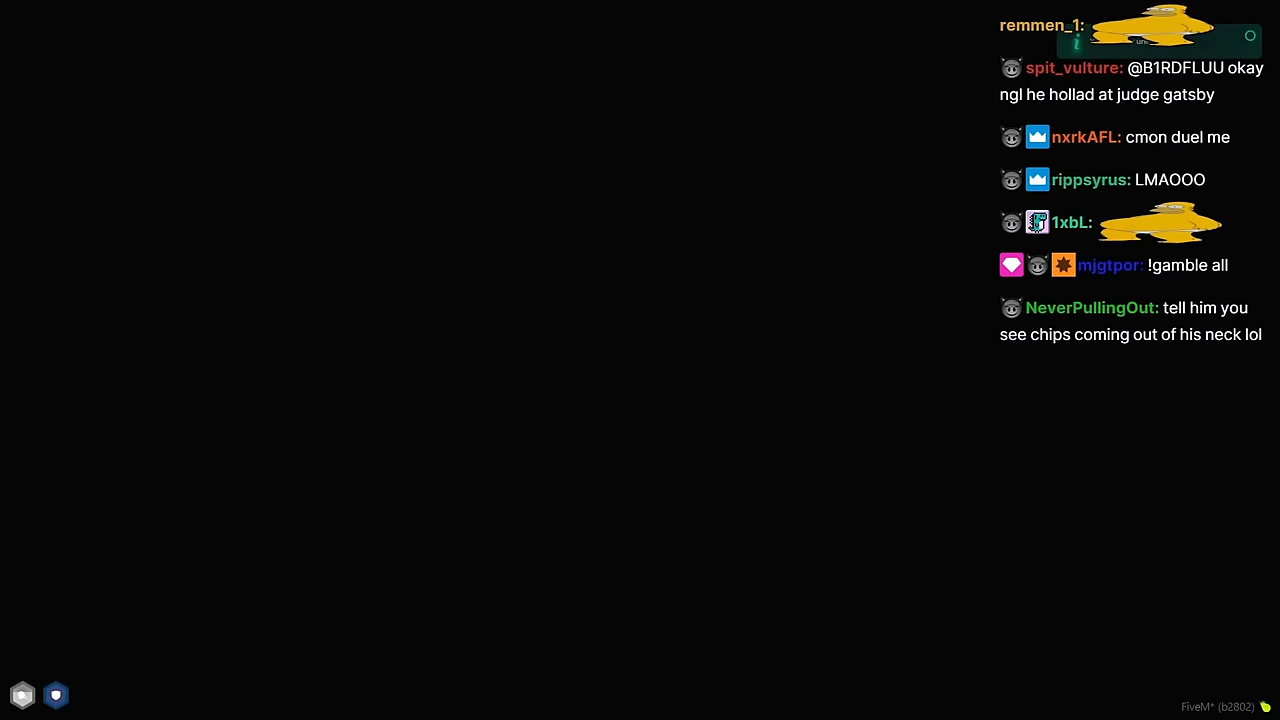 remmen_1:
spit_vulture: @B1RDFLUU okay
ngl he hollad at judge gatsby
nxrkAFL: cmon duel me
rippsyrus: LMAOOO
1xbL:
mjgtpor: !gamble all
NeverPullingOut: tell him you
see chips coming out of his neck lol
FiveM* (b2802)